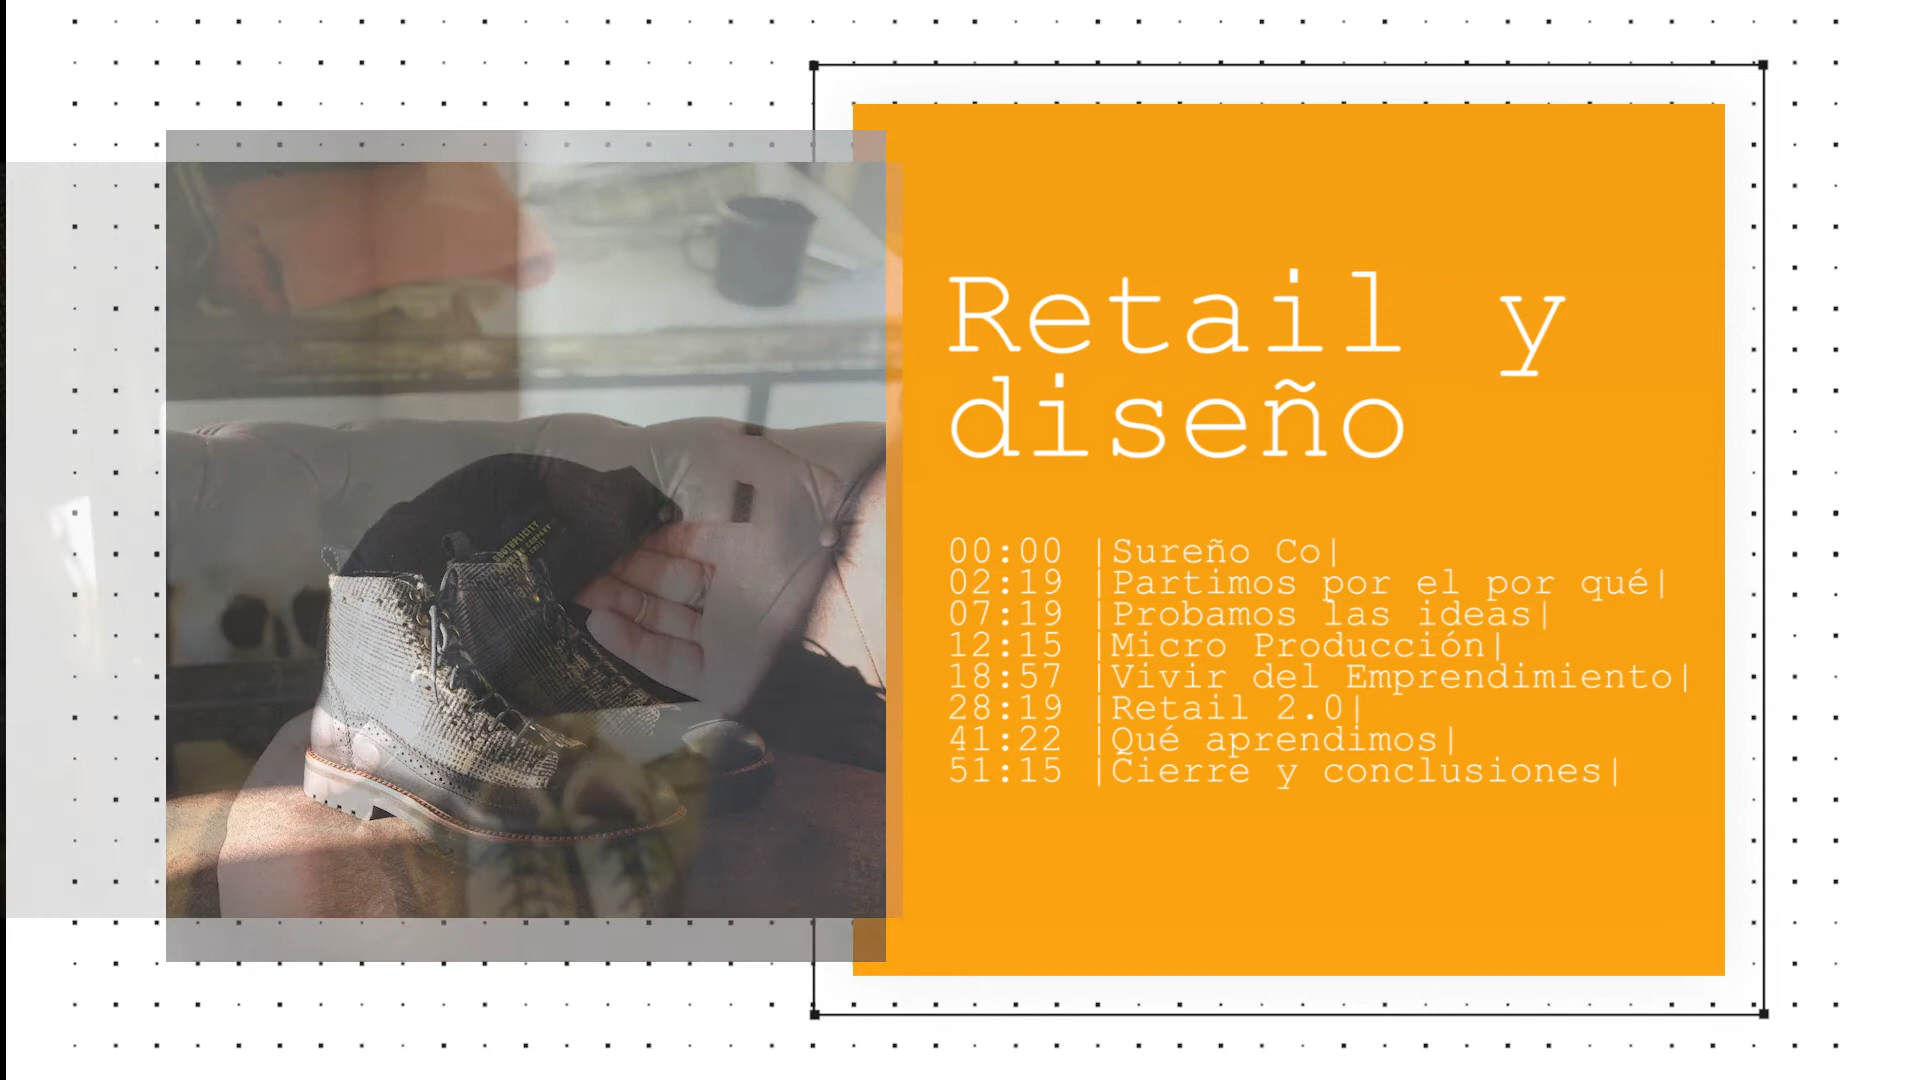 Retail y
diseño
00:00 |Sureño Co|
02:19 |Partimos por el por qué|
07:19 |Probamos las ideas|
12:15 |Micro Producción|
18:57 |Vivir del Emprendimiento|
28:19 |Retail 2.0|
41:22 |Qué aprendimos|
51:15 |Cierre y conclusiones|